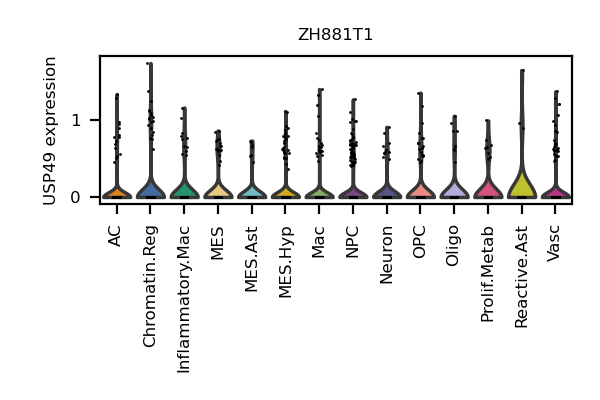 ZH881T1
USP49 expression
1
0
AC
Chromatin.Reg
Inflammatory.Mac
MES
MES.Ast
MES.Hyp
Mac
NPC
Neuron
OPC
Oligo
Prolif.Metab
Reactive.Ast
Vasc